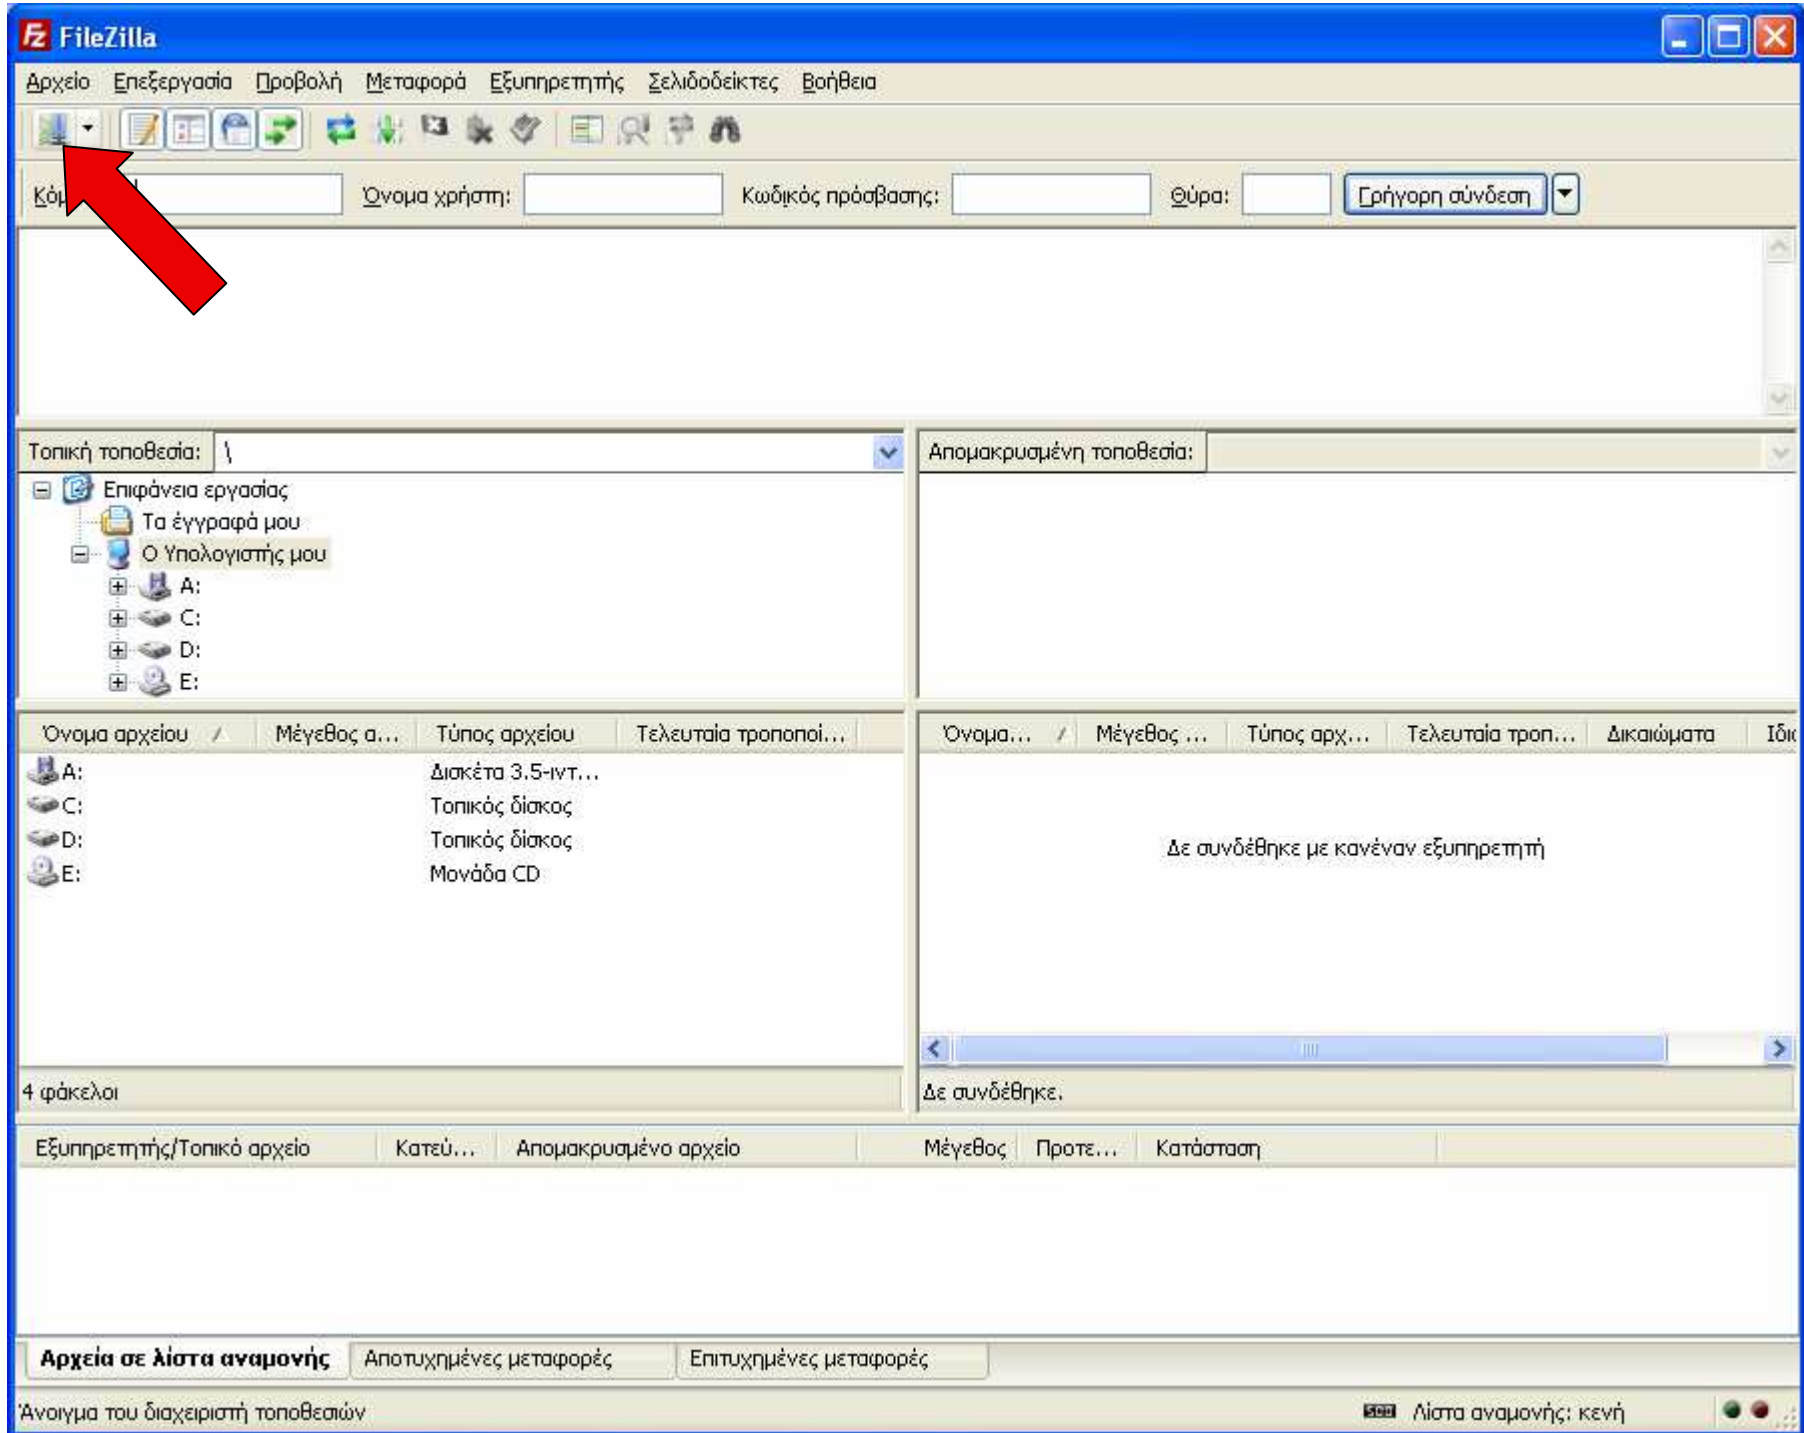 FileZilla
Αρχείο Επεξεργασία Προβολή Μεταφορά Εξυπηρετητής Σελιδοδείκτες Βοήθεια
Όνομα χρήστη: Κωδικός πρόσβασης: Θύρα: Γρήγορη σύνδεση
Τοπική τοποθεσία: \
Απομακρυσμένη τοποθεσία:
Επιφάνεια εργασίας
Τα έγγραφά μου
Ο Υπολογιστής μου
A:
C:
D:
E:
Όνομα αρχείου Μέγεθος α... Τύπος αρχείου Τελευταία τροποποί...
A: Δισκέτα 3.5-ιντ...
C: Τοπικός δίσκος
D: Τοπικός δίσκος
E: Μονάδα CD
4 φάκελοι
Όνομα... Μέγεθος ... Τύπος αρχ... Τελευταία τροπ... Δικαιώματα
Δε συνδέθηκε με κανέναν εξυπηρετητή
Δε συνδέθηκε.
Εξυπηρετητής/Τοπικό αρχείο Κατεύ... Απομακρυσμένο αρχείο Μέγεθος Προτε... Κατάσταση
Αρχεία σε λίστα αναμονής Αποτυχημένες μεταφορές Επιτυχημένες μεταφορές
Άνοιγμα του διαχειριστή τοποθεσιών
Λίστα αναμονής: κενή